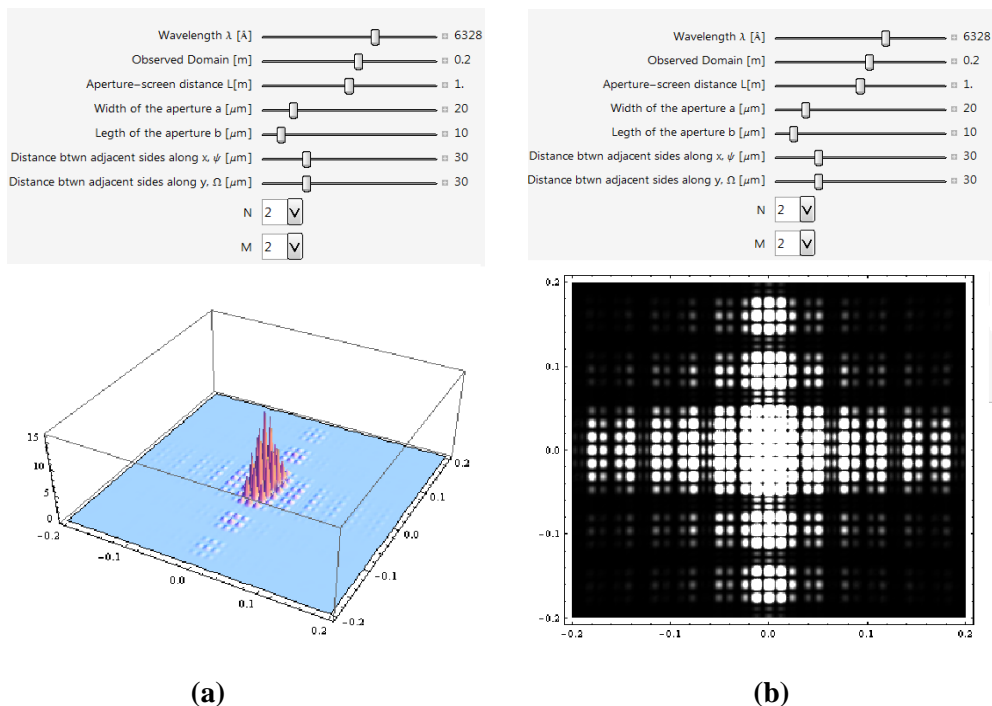 Wavelength λ [Å] 6328
Observed Domain [m] 0.2
Aperture-screen distance L[m] 1.
Width of the aperture a [μm] 20
Legth of the aperture b [μm] 10
Distance btwn adjacent sides along x, ψ [μm] 30
Distance btwn adjacent sides along y, Ω [μm] 30
N 2
M 2
15
10
5
0
-0.2
-0.1
0.0
0.1
0.2
0.2
0.1
0.0
-0.1
-0.2
(a)
Wavelength λ [Å] 6328
Observed Domain [m] 0.2
Aperture-screen distance L[m] 1.
Width of the aperture a [μm] 20
Legth of the aperture b [μm] 10
Distance btwn adjacent sides along x, ψ [μm] 30
Distance btwn adjacent sides along y, Ω [μm] 30
N 2
M 2
0.2
0.1
0.0
-0.1
-0.2
-0.2 -0.1 0.0 0.1 0.2
(b)